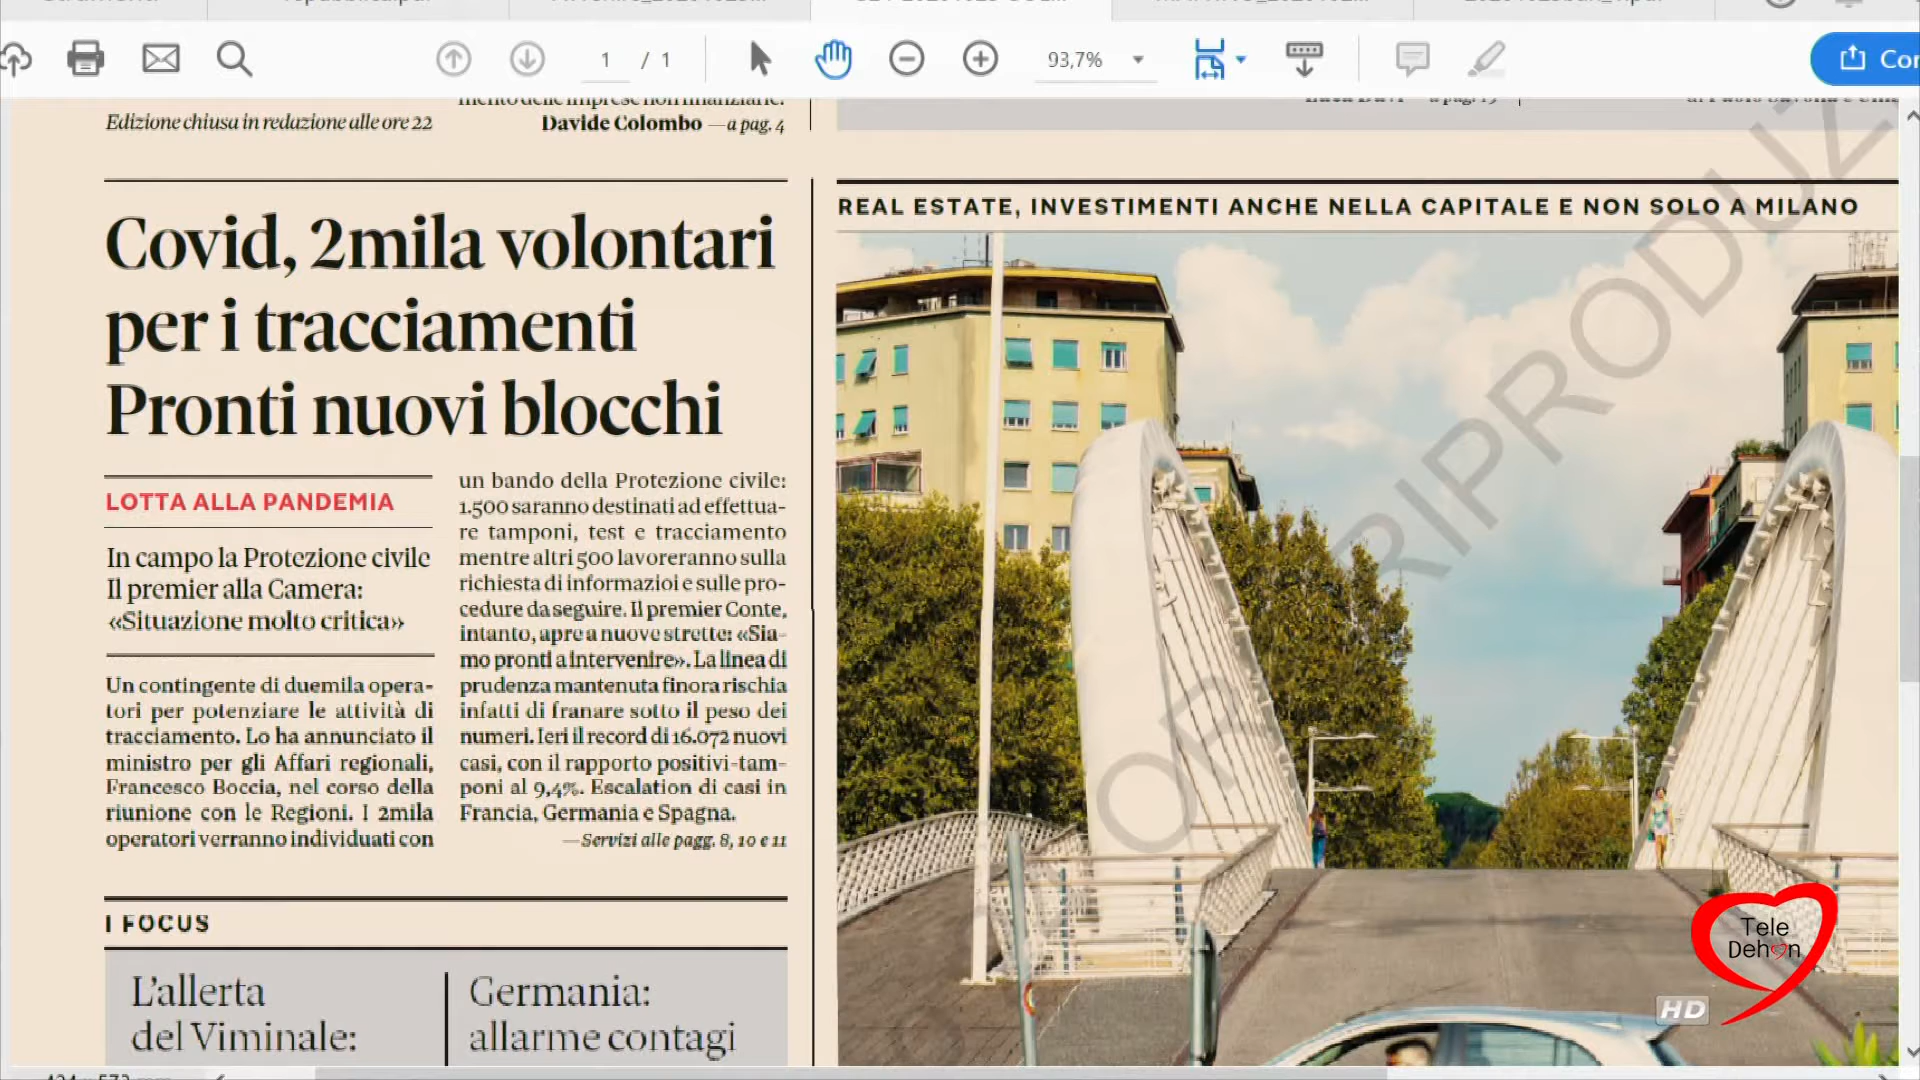 1 / 1
93,7%
Edizione chiusa in redazione alle ore 22
mento delle imprese non finanziarie.
Davide Colombo —a pag. 4
Covid, 2mila volontari
per i tracciamenti
Pronti nuovi blocchi
LOTTA ALLA PANDEMIA
In campo la Protezione civile
Il premier alla Camera:
«Situazione molto critica»
Un contingente di duemila opera-
tori per potenziare le attività di
tracciamento. Lo ha annunciato il
ministro per gli Affari regionali,
Francesco Boccia, nel corso della
riunione con le Regioni. I 2mila
operatori verranno individuati con
un bando della Protezione civile:
1.500 saranno destinati ad effettua-
re tamponi, test e tracciamento
mentre altri 500 lavoreranno sulla
richiesta di informazioi e sulle pro-
cedure da seguire. Il premier Conte,
intanto, apre a nuove strette: «Sia-
mo pronti a intervenire». La linea di
prudenza mantenuta finora rischia
infatti di franare sotto il peso dei
numeri. Ieri il record di 16.072 nuovi
casi, con il rapporto positivi-tam-
poni al 9,4%. Escalation di casi in
Francia, Germania e Spagna.
—Servizi alle pagg. 8, 10 e 11
I FOCUS
L'allerta
del Viminale:
Germania:
allarme contagi
REAL ESTATE, INVESTIMENTI ANCHE NELLA CAPITALE E NON SOLO A MILANO
RIPRODUZ
Tele
Dehon
HD